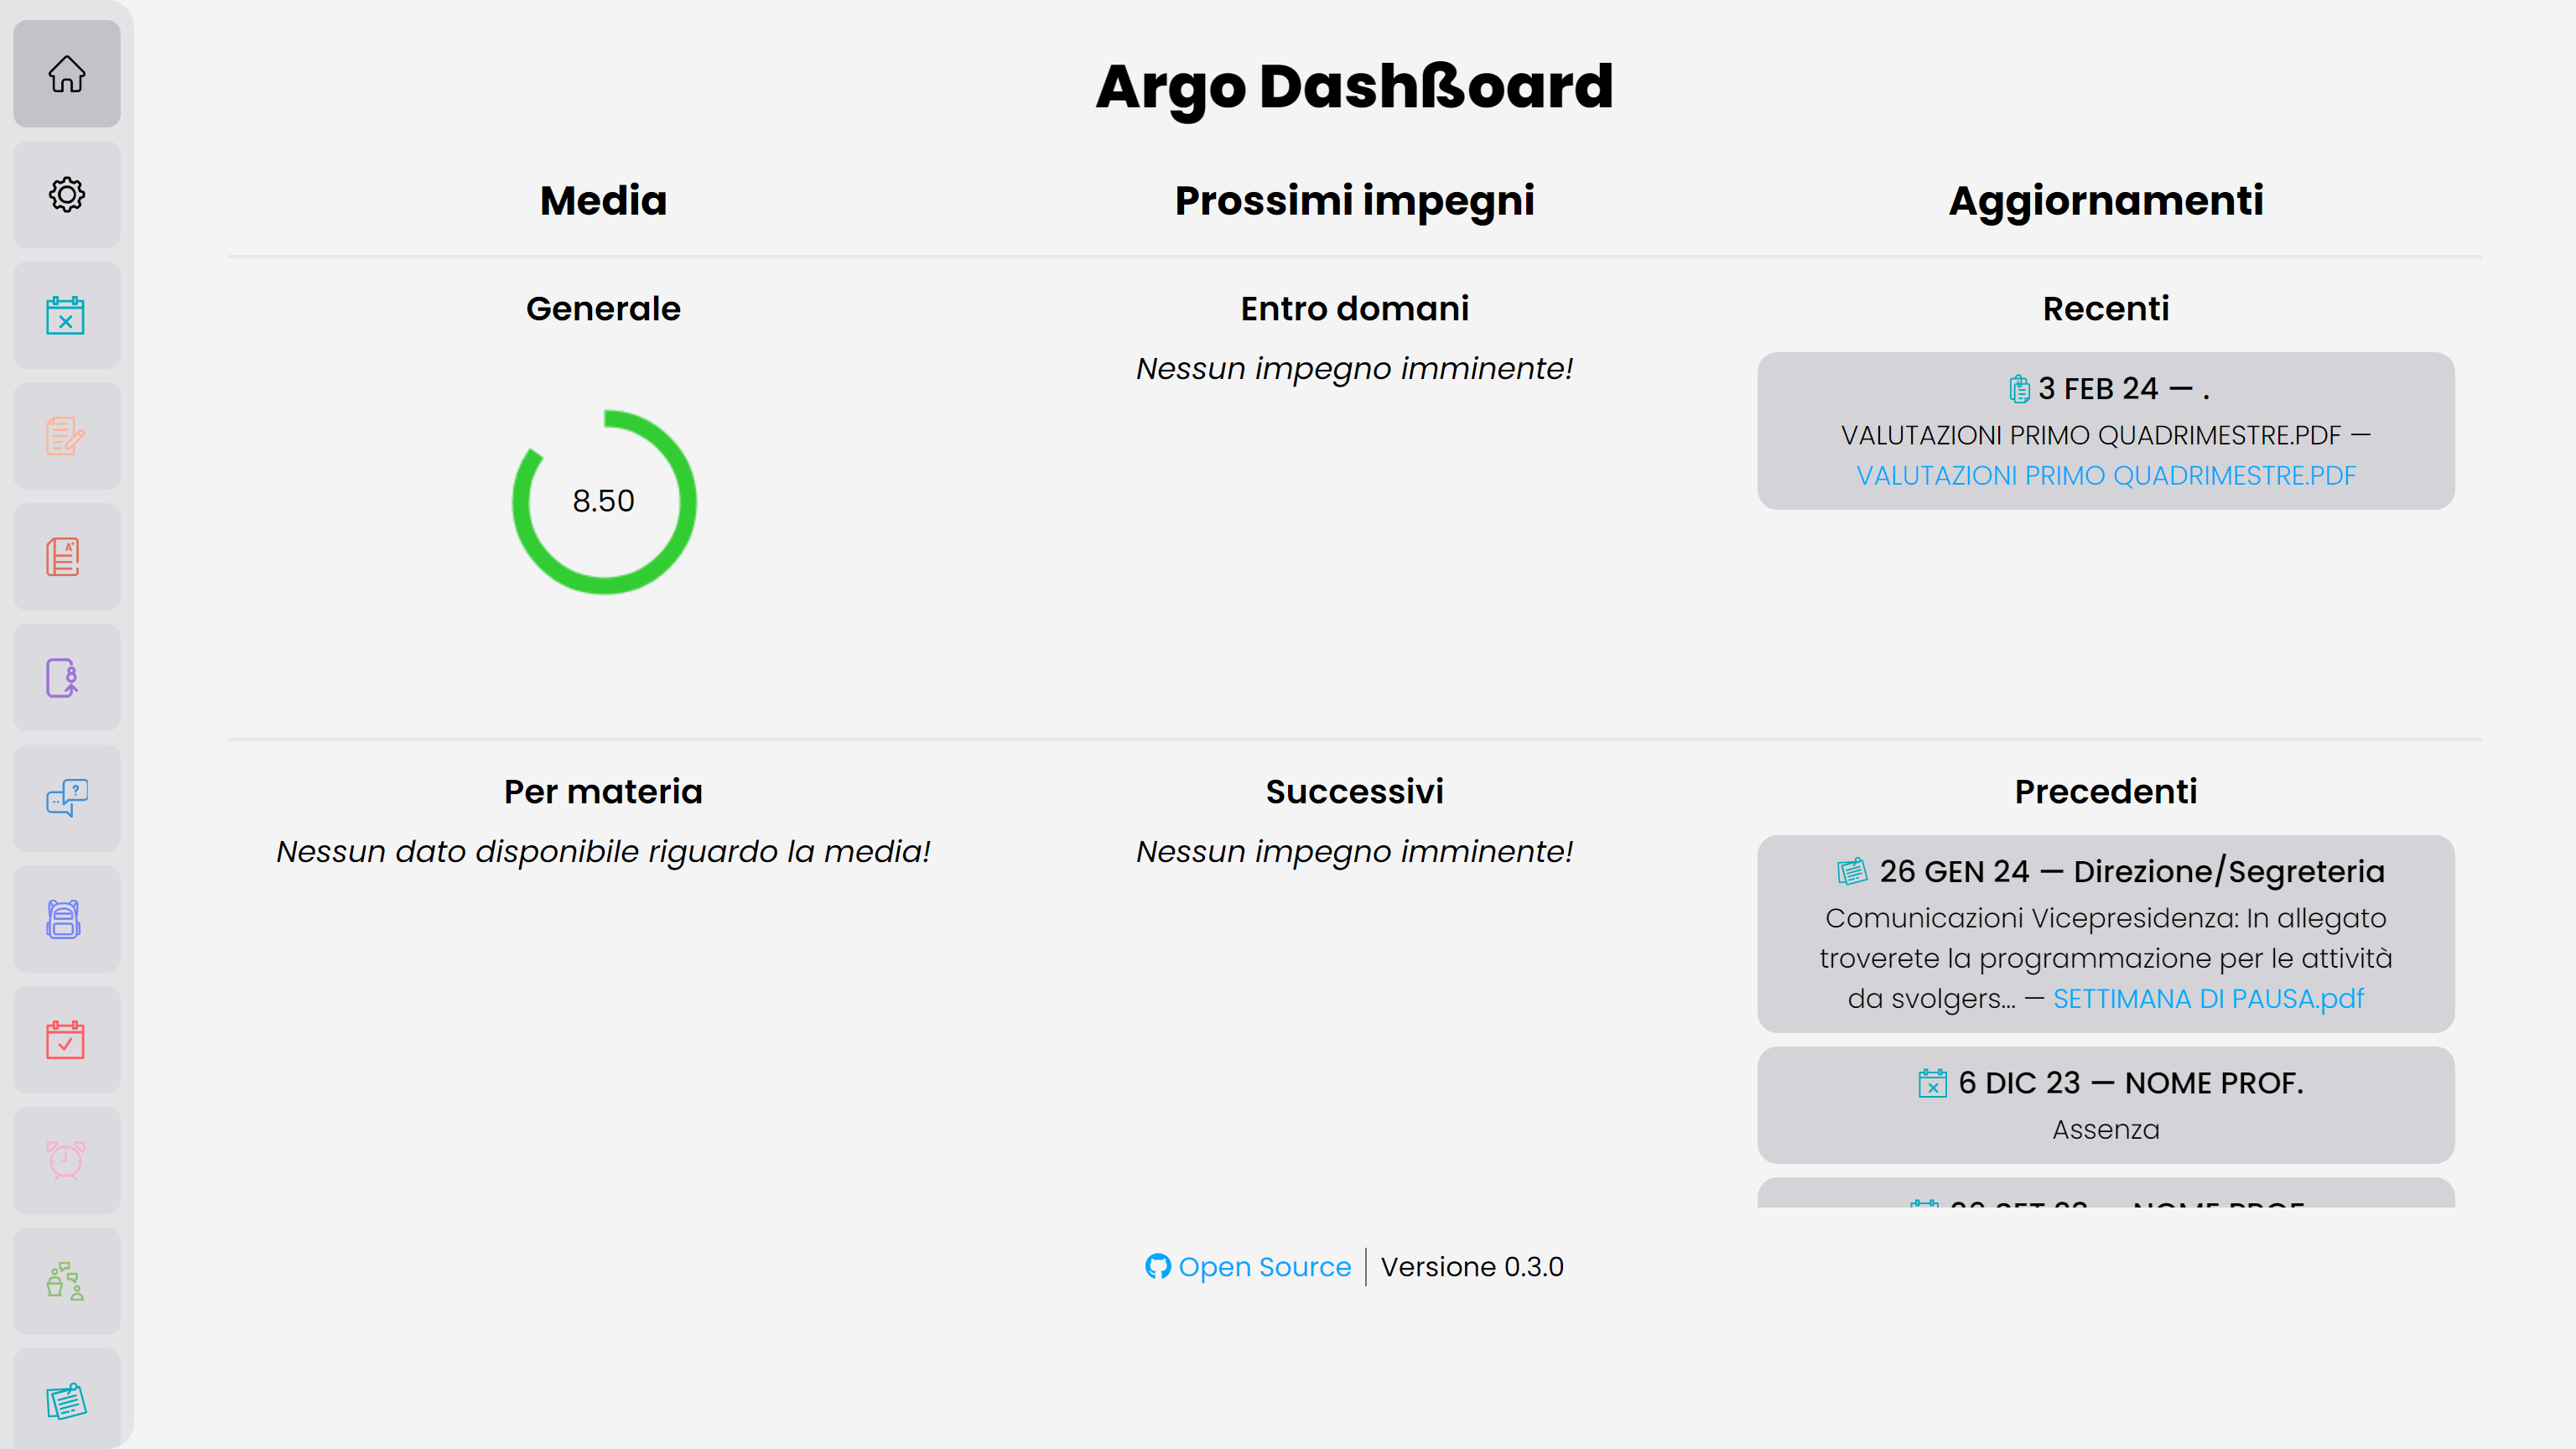 Argo Dashßoard
Media
Prossimi impegni
Aggiornamenti
Generale
8.50
Entro domani
Nessun impegno imminente!
Recenti
3 FEB 24 — .
VALUTAZIONI PRIMO QUADRIMESTRE.PDF —
VALUTAZIONI PRIMO QUADRIMESTRE.PDF
Per materia
Nessun dato disponibile riguardo la media!
Successivi
Nessun impegno imminente!
Precedenti
26 GEN 24 — Direzione/Segreteria
Comunicazioni Vicepresidenza: In allegato
troverete la programmazione per le attività
da svolgers... — SETTIMANA DI PAUSA.pdf
6 DIC 23 — NOME PROF.
Assenza
Open Source | Versione 0.3.0